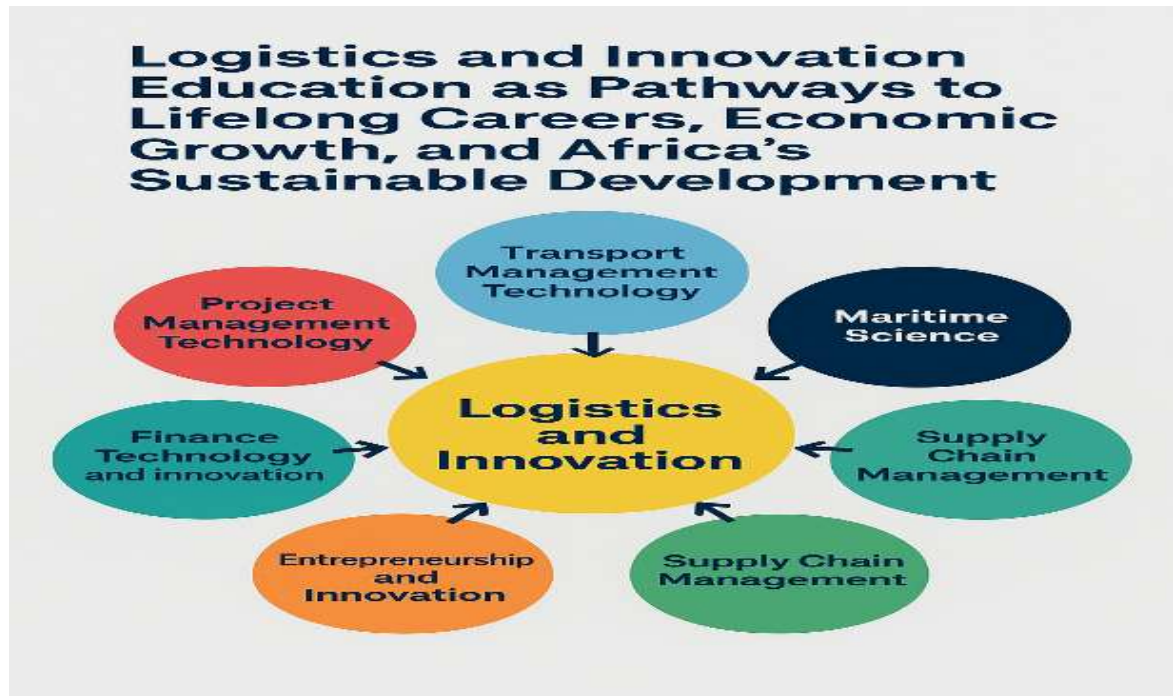 Logistics and Innovation
Education as Pathways to
Lifelong Careers, Economic
Growth, and Africa's
Sustainable Development
Transport
Management
Technology
Project
Management
Technology
Maritime
Science
Logistics
and
Innovation
Finance
Technology
and innovation
Supply
Chain
Management
Entrepreneurship
and
Innovation
Supply Chain
Management